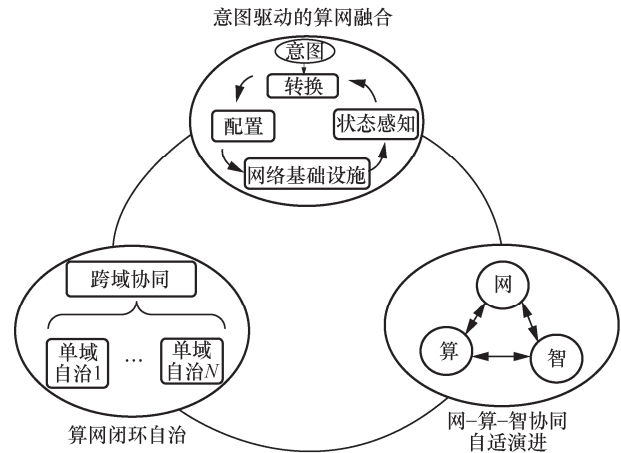 意图驱动的算网融合
意图
转换
配置
状态感知
网络基础设施
跨域协同
单域
自治1
…
单域
自治N
算网闭环自治
网
算
智
网–算–智协同
自适演进